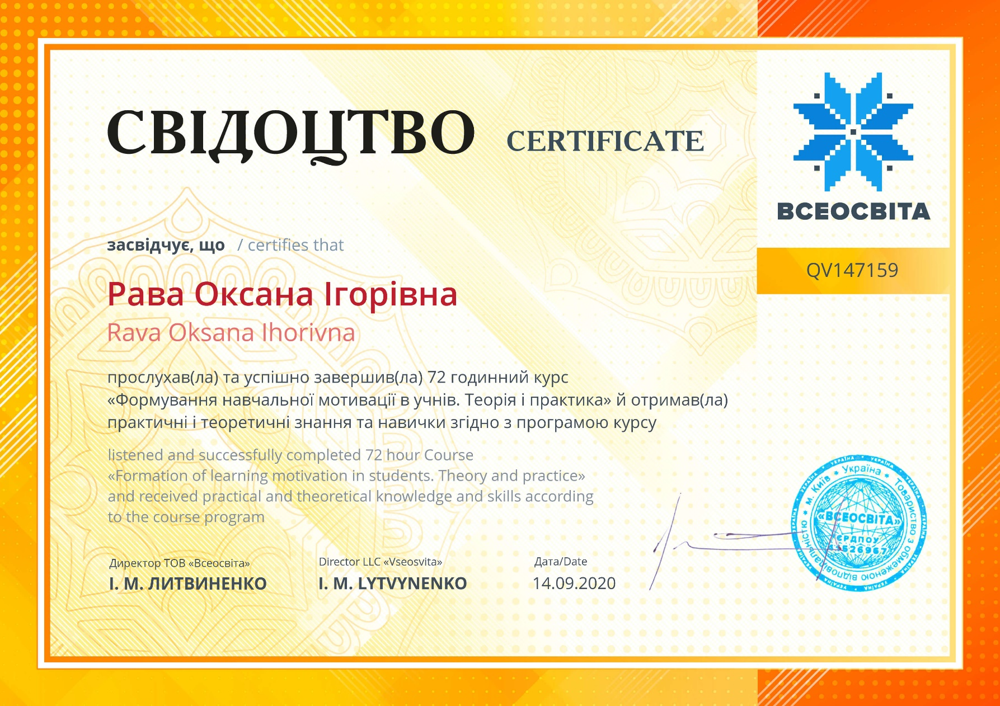 СВІДОЦТВО CERTIFICATE
ВСЕОСВІТА
QV147159
засвідчує, що / certifies that
Рава Оксана Ігорівна
Rava Oksana Ihorivna
прослухав(ла) та успішно завершив(ла) 72 годинний курс
«Формування навчальної мотивації в учнів. Теорія і практика» й отримав(ла)
практичні і теоретичні знання та навички згідно з програмою курсу
listened and successfully completed 72 hour Course
«Formation of learning motivation in students. Theory and practice»
and received practical and theoretical knowledge and skills according
to the course program
Директор ТОВ «Всеосвіта»
І. М. ЛИТВИНЕНКО
Director LLC «Vseosvita»
I. M. LYTVYNENKO
Дата/Date
14.09.2020
УКРАЇНА * УКРАЇНА * УКРАЇНА
м. Київ * Україна * Товариство з обмеженою відповідальністю *
«ВСЕОСВІТА»
ЄРДПОУ